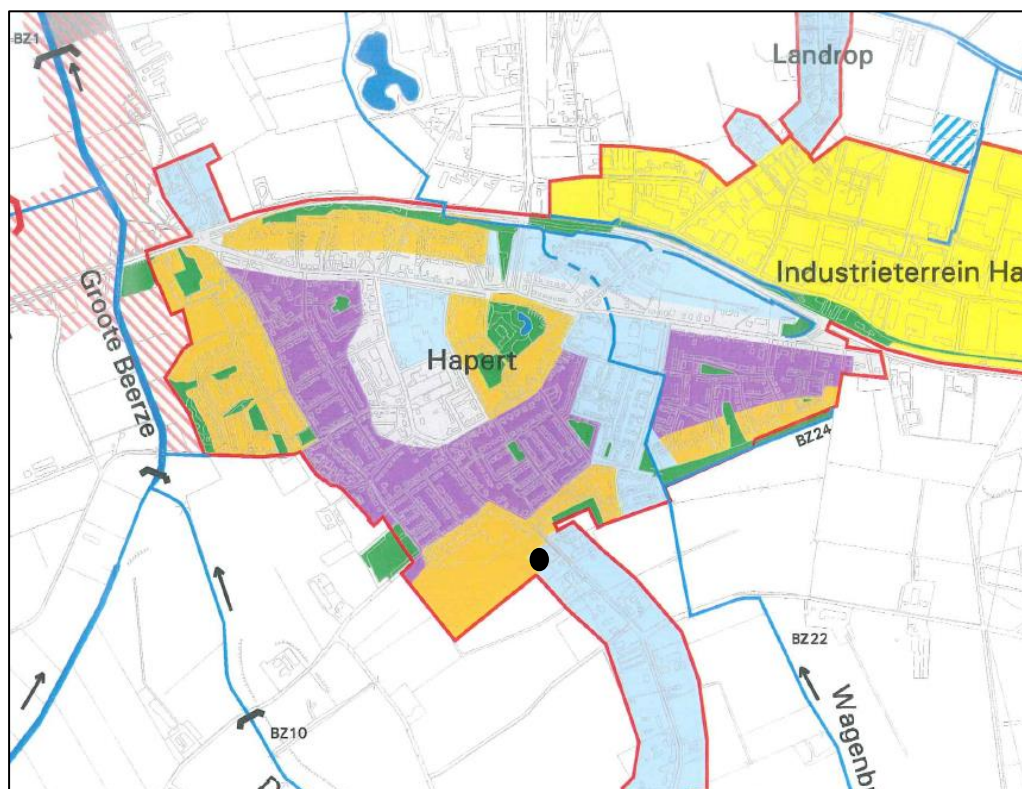 BZ1
Landrop
Industrieterrein Ha
Groote Beerze
Hapert
BZ24
BZ22
Wagenb
BZ10